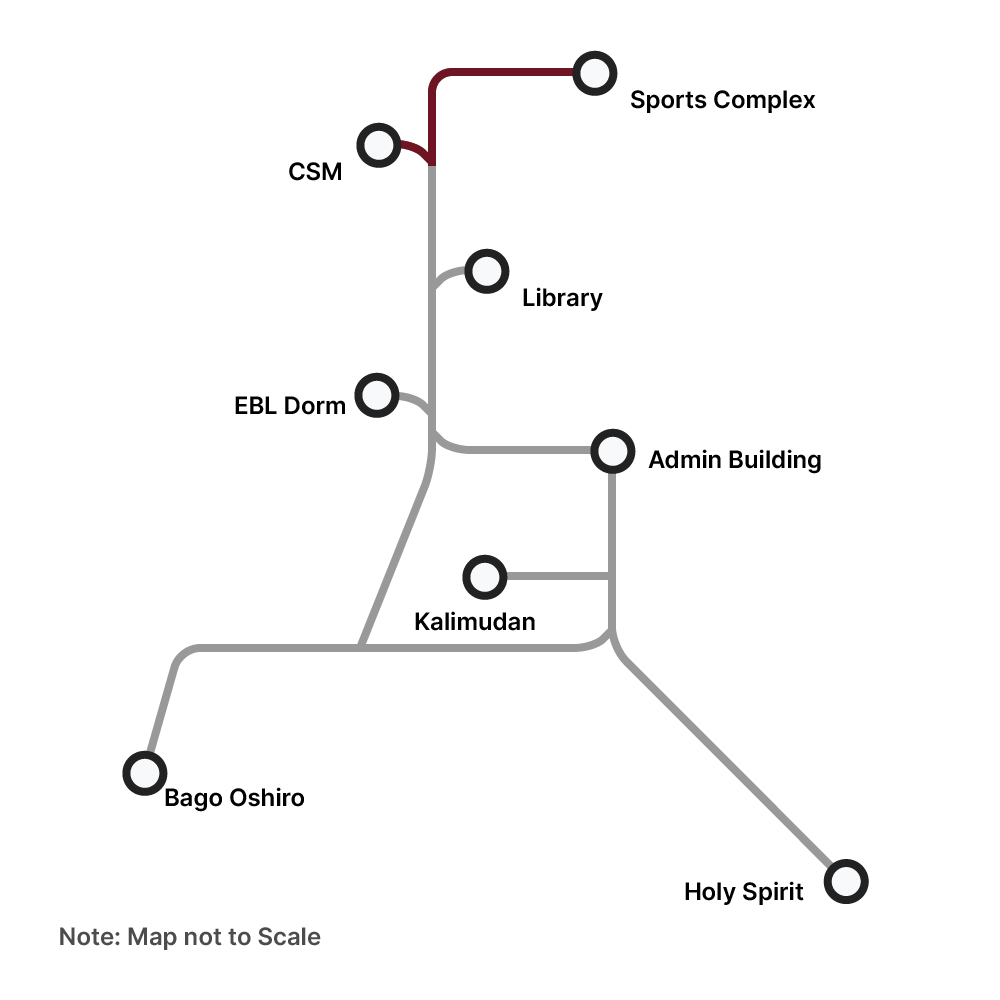 Sports Complex
CSM
Library
EBL Dorm
Admin Building
Kalimudan
Bago Oshiro
Holy Spirit
Note: Map not to Scale